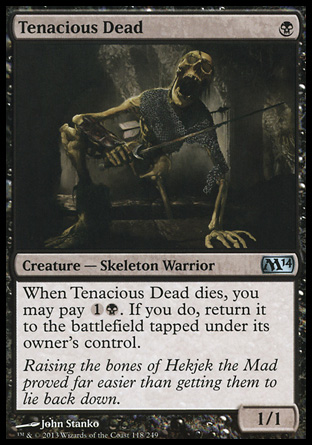 Tenacious Dead
Creature — Skeleton Warrior
M14
When Tenacious Dead dies, you
may pay 1. If you do, return it
to the battlefield tapped under its
owner's control.
Raising the bones of Hekjek the Mad
proved far easier than getting them to
lie back down.
John Stanko
™ & © 2013 Wizards of the Coast 118/249
1/1